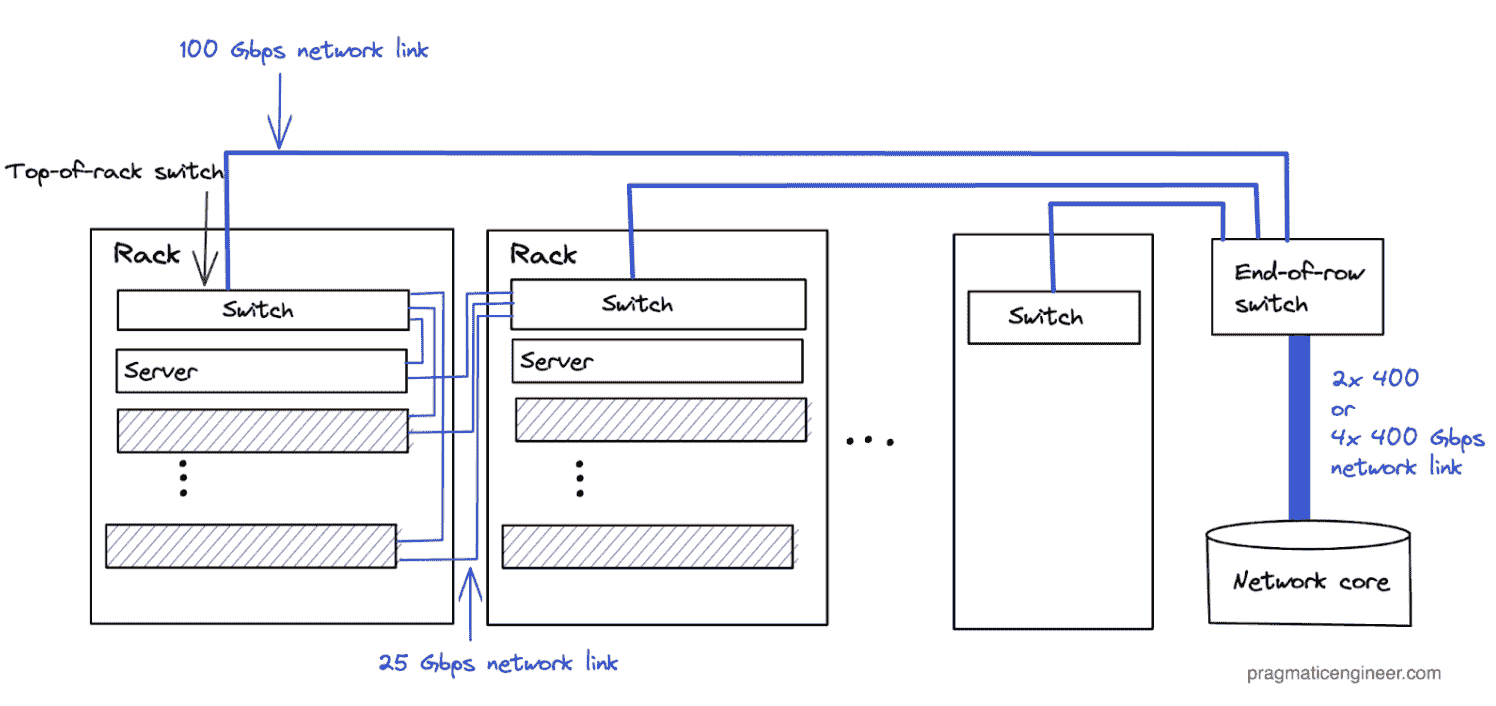 100 Gbps network link
Top-of-rack switch
Rack
Switch
Server
Rack
Switch
Server
Switch
End-of-row
switch
2x 400
or
4x 400 Gbps
network link
Network core
25 Gbps network link
pragmaticengineer.com